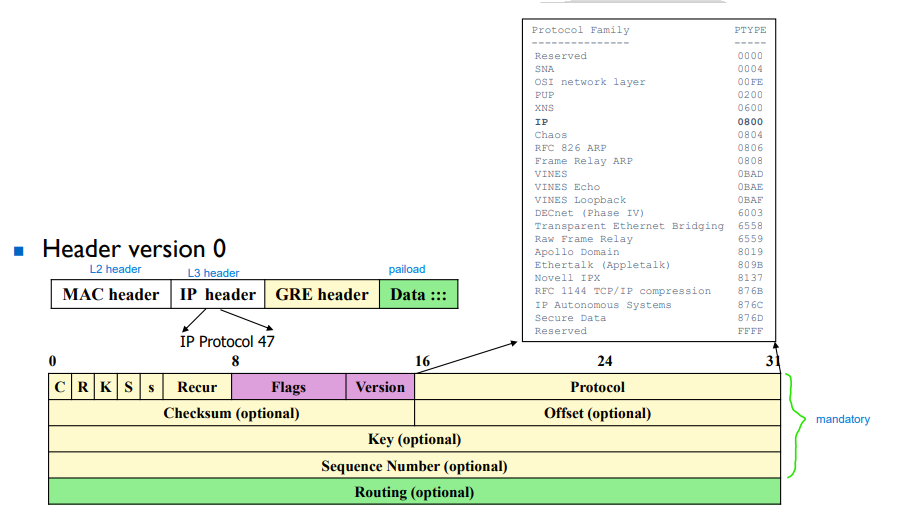 Protocol Family PTYPE
--------------- -----
Reserved 0000
SNA 0004
OSI network layer 00FE
PUP 0200
XNS 0600
IP 0800
Chaos 0804
RFC 826 ARP 0806
Frame Relay ARP 0808
VINES 0BAD
VINES Echo 0BAE
VINES Loopback 0BAF
DECnet (Phase IV) 6003
Transparent Ethernet Bridging 6558
Raw Frame Relay 6559
Apollo Domain 8019
Ethertalk (Appletalk) 809B
Novell IPX 8137
RFC 1144 TCP/IP compression 876B
IP Autonomous Systems 876C
Secure Data 876D
Reserved FFFF
Header version 0
L2 header L3 header paiload
MAC header IP header GRE header Data :::
IP Protocol 47
0 8 16 24 31
C R K S s Recur Flags Version Protocol
Checksum (optional) Offset (optional)
mandatory
Key (optional)
Sequence Number (optional)
Routing (optional)